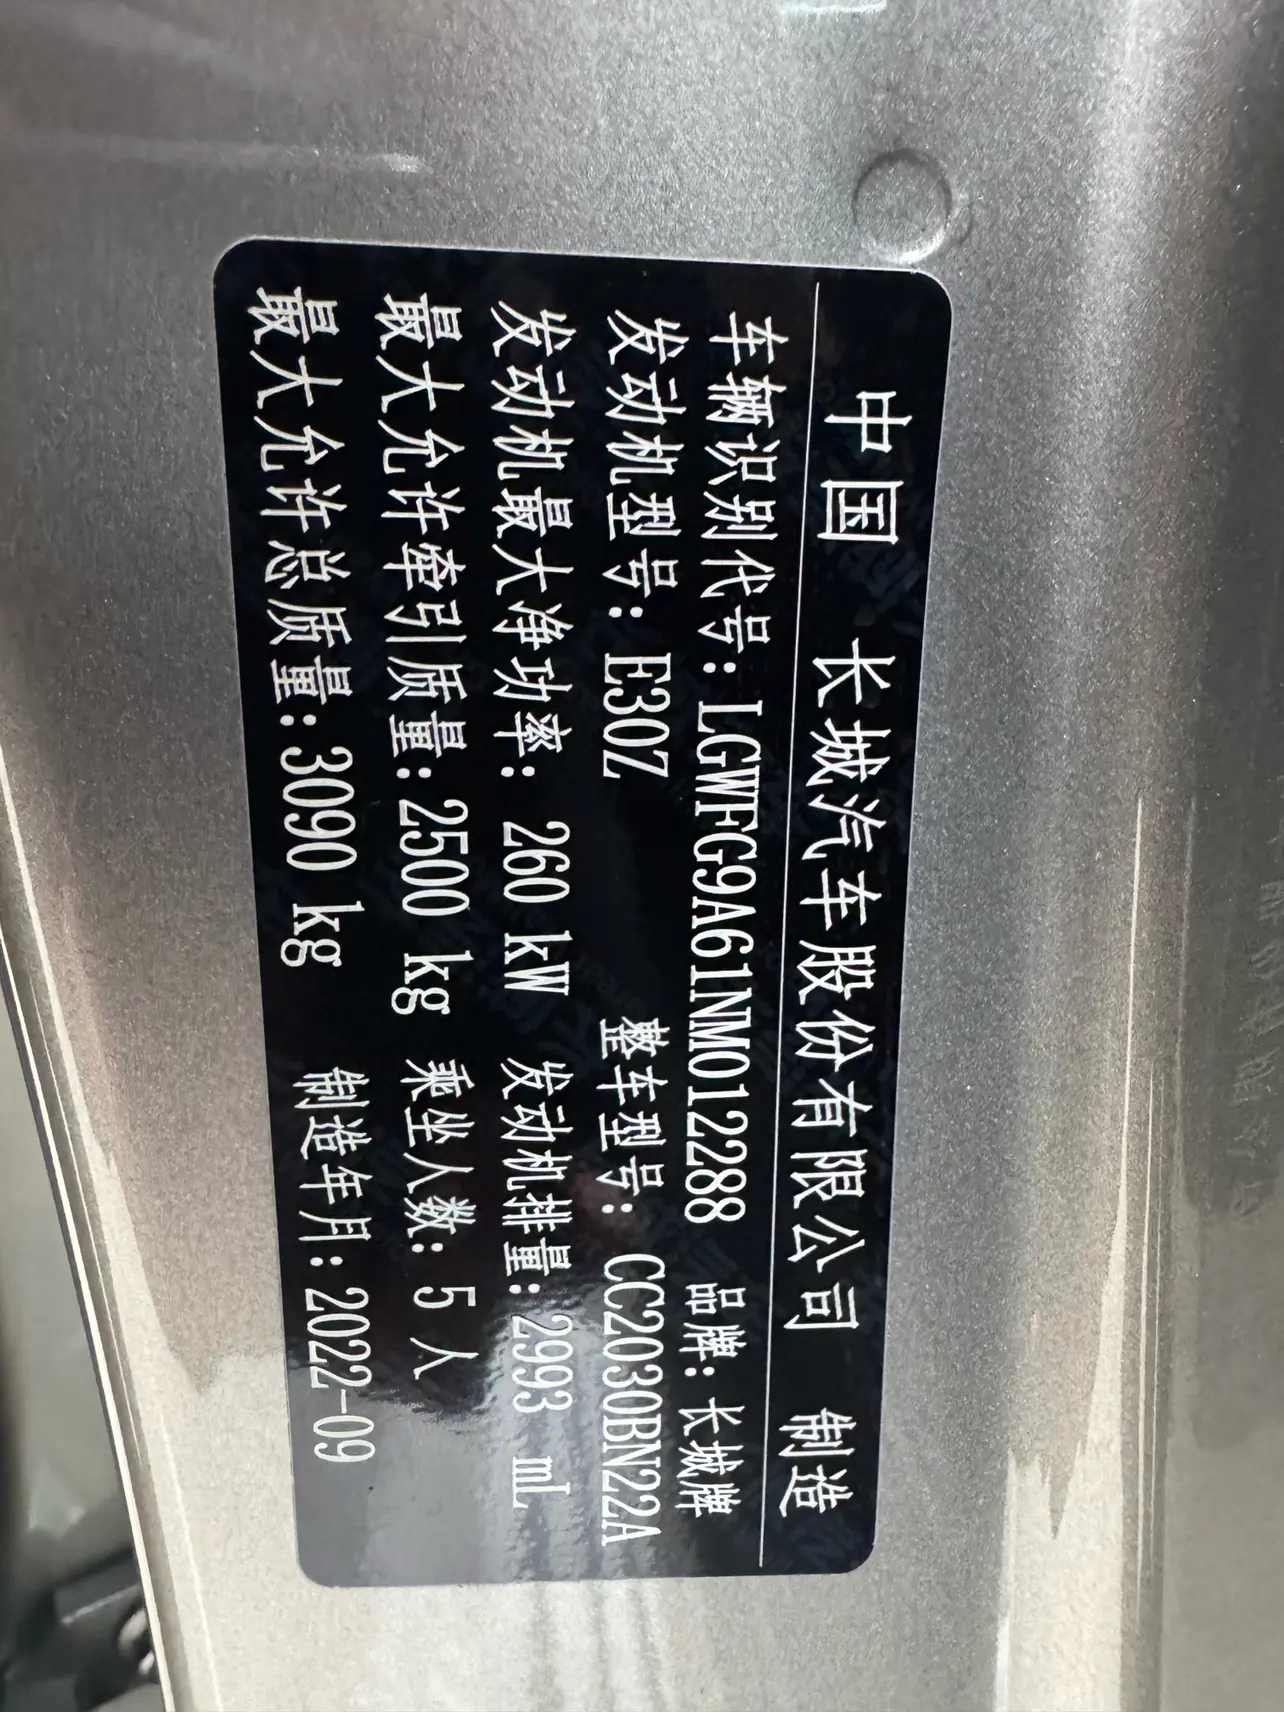 中国 长城汽车股份有限公司 制造
车辆识别代号: LGWFG9A61NM012288 品牌: 长城牌
发动机型号: E30Z 整车型号: CC2030BN22A
发动机最大净功率: 260 kW 发动机排量: 2993 mL
最大允许牵引质量: 2500 kg 乘坐人数: 5 人
最大允许总质量: 3090 kg 制造年月: 2022-09